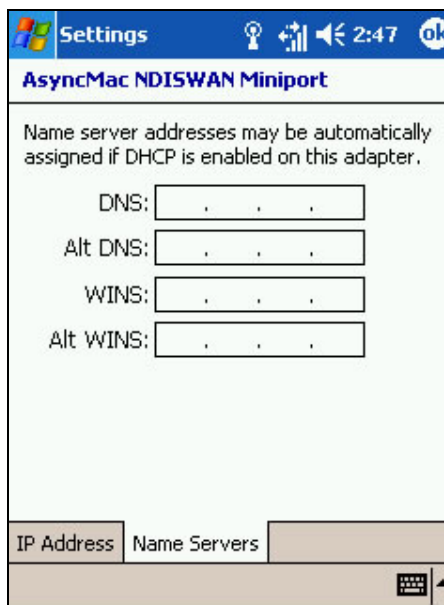 Settings 2:47 ok
AsyncMac NDISWAN Miniport
Name server addresses may be automatically
assigned if DHCP is enabled on this adapter.
DNS: . . .
Alt DNS: . . .
WINS: . . .
Alt WINS: . . .
IP Address Name Servers